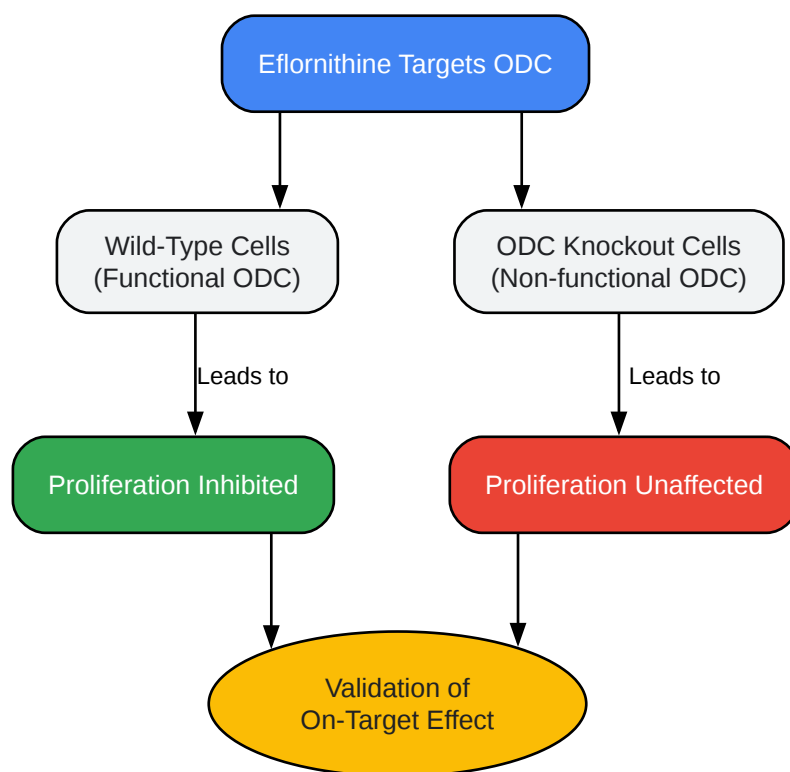 Eflornithine Targets ODC
Wild-Type Cells
(Functional ODC)
ODC Knockout Cells
(Non-functional ODC)
Leads to
Leads to
Proliferation Inhibited
Proliferation Unaffected
Validation of
On-Target Effect